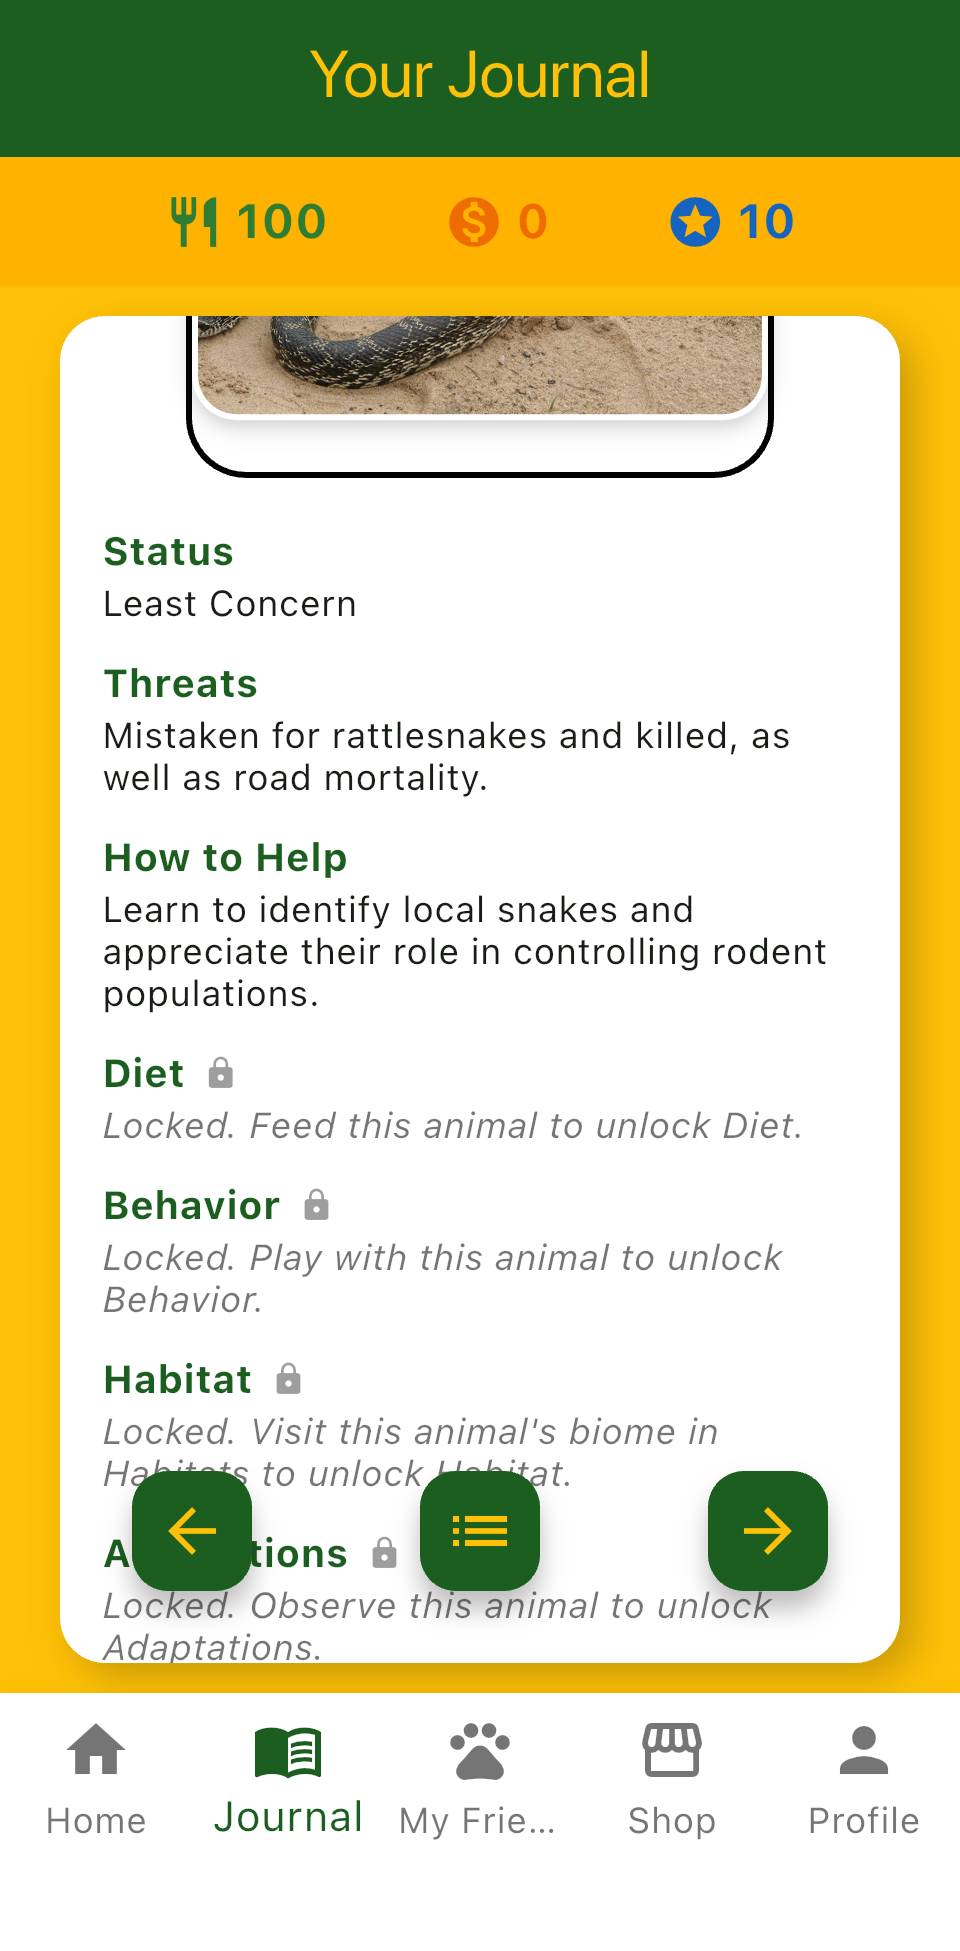 Your Journal
100 0 10
Status
Least Concern
Threats
Mistaken for rattlesnakes and killed, as
well as road mortality.
How to Help
Learn to identify local snakes and
appreciate their role in controlling rodent
populations.
Diet
Locked. Feed this animal to unlock Diet.
Behavior
Locked. Play with this animal to unlock
Behavior.
Habitat
Locked. Visit this animal's biome in
Habitats to unlock Habitat.
Locked. Observe this animal to unlock
Adaptations.
Home Journal My Frie... Shop Profile